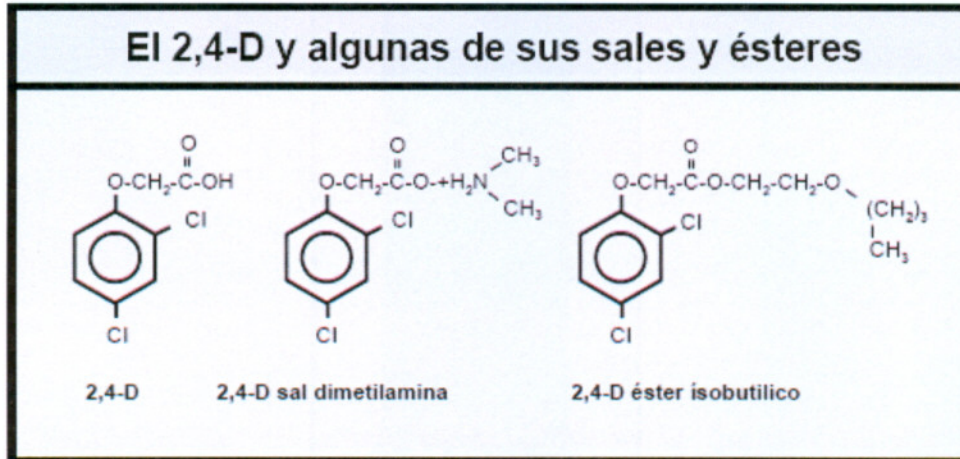 El 2,4-D y algunas de sus sales y ésteres
O
O-CH₂-C-OH
Cl
Cl
2,4-D
O
O-CH₂-C-O-+H₂N
CH₃
CH₃
Cl
Cl
2,4-D sal dimetilamina
O
O-CH₂-C-O-CH₂-CH₂-O
(CH₂)₃
CH₃
Cl
Cl
2,4-D éster ísobutilico